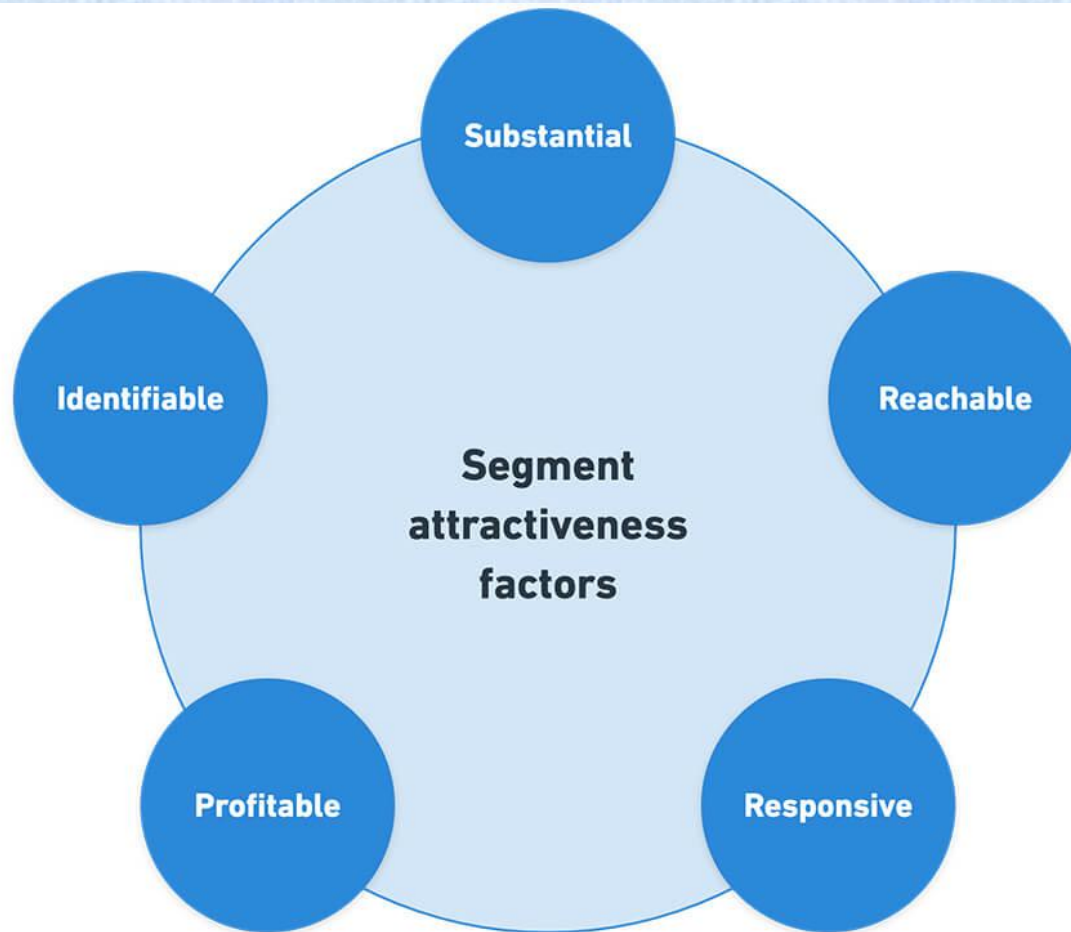 Substantial
Identifiable
Reachable
Segment
attractiveness
factors
Profitable
Responsive